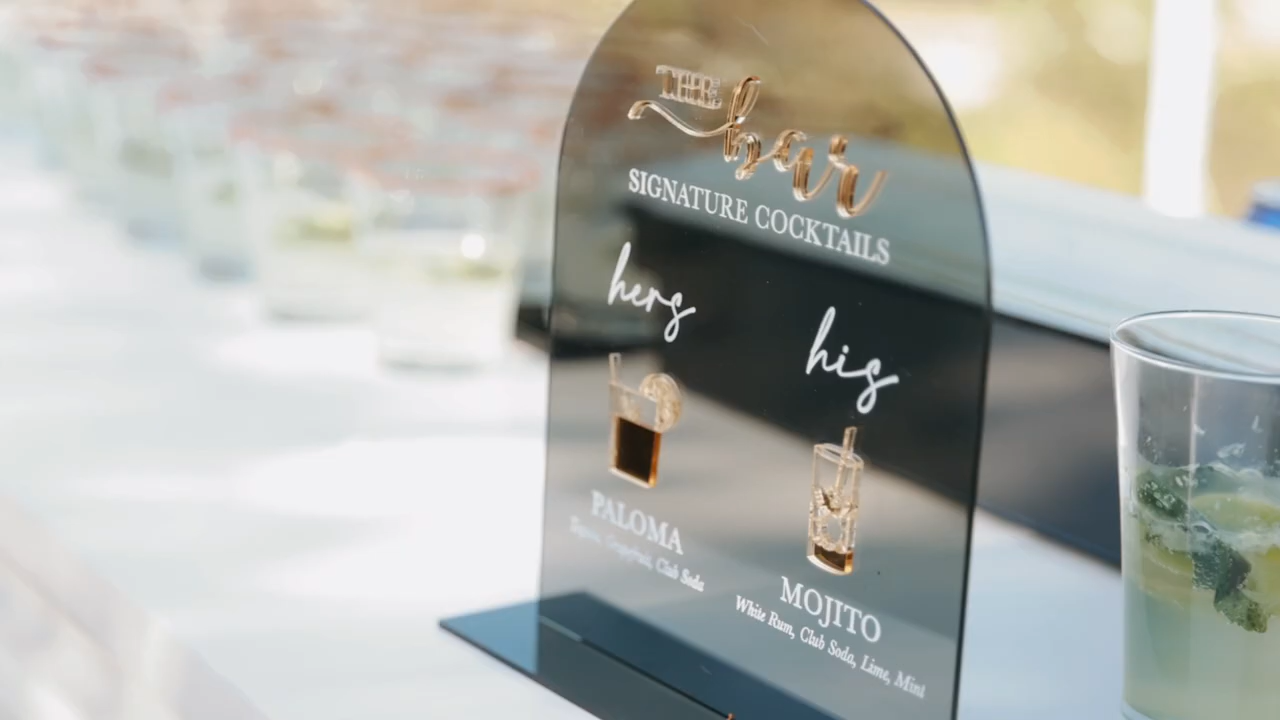 THE
bar
SIGNATURE COCKTAILS
hers
his
PALOMA
Tequila, Grapefruit, Club Soda
MOJITO
White Rum, Club Soda, Lime, Mint